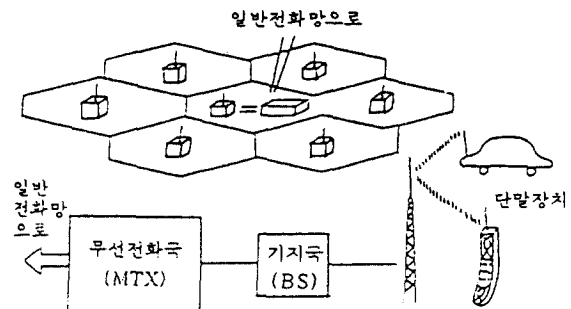 일반전화망으로
일반
전화망
으로
무선전화국
(MTX)
기지국
(BS)
단말장치